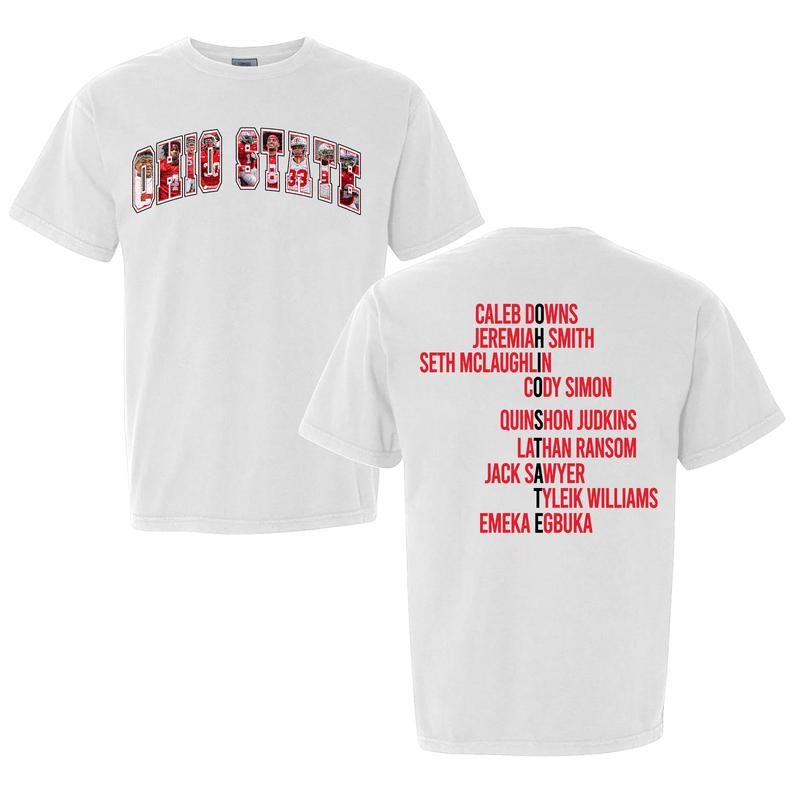 OHIO STATE
CALEB DOWNS
JEREMIAH SMITH
SETH MCLAUGHLIN
CODY SIMON
QUINSHON JUDKINS
LATHAN RANSOM
JACK SAWYER
TYLEIK WILLIAMS
EMEKA EGBUKA